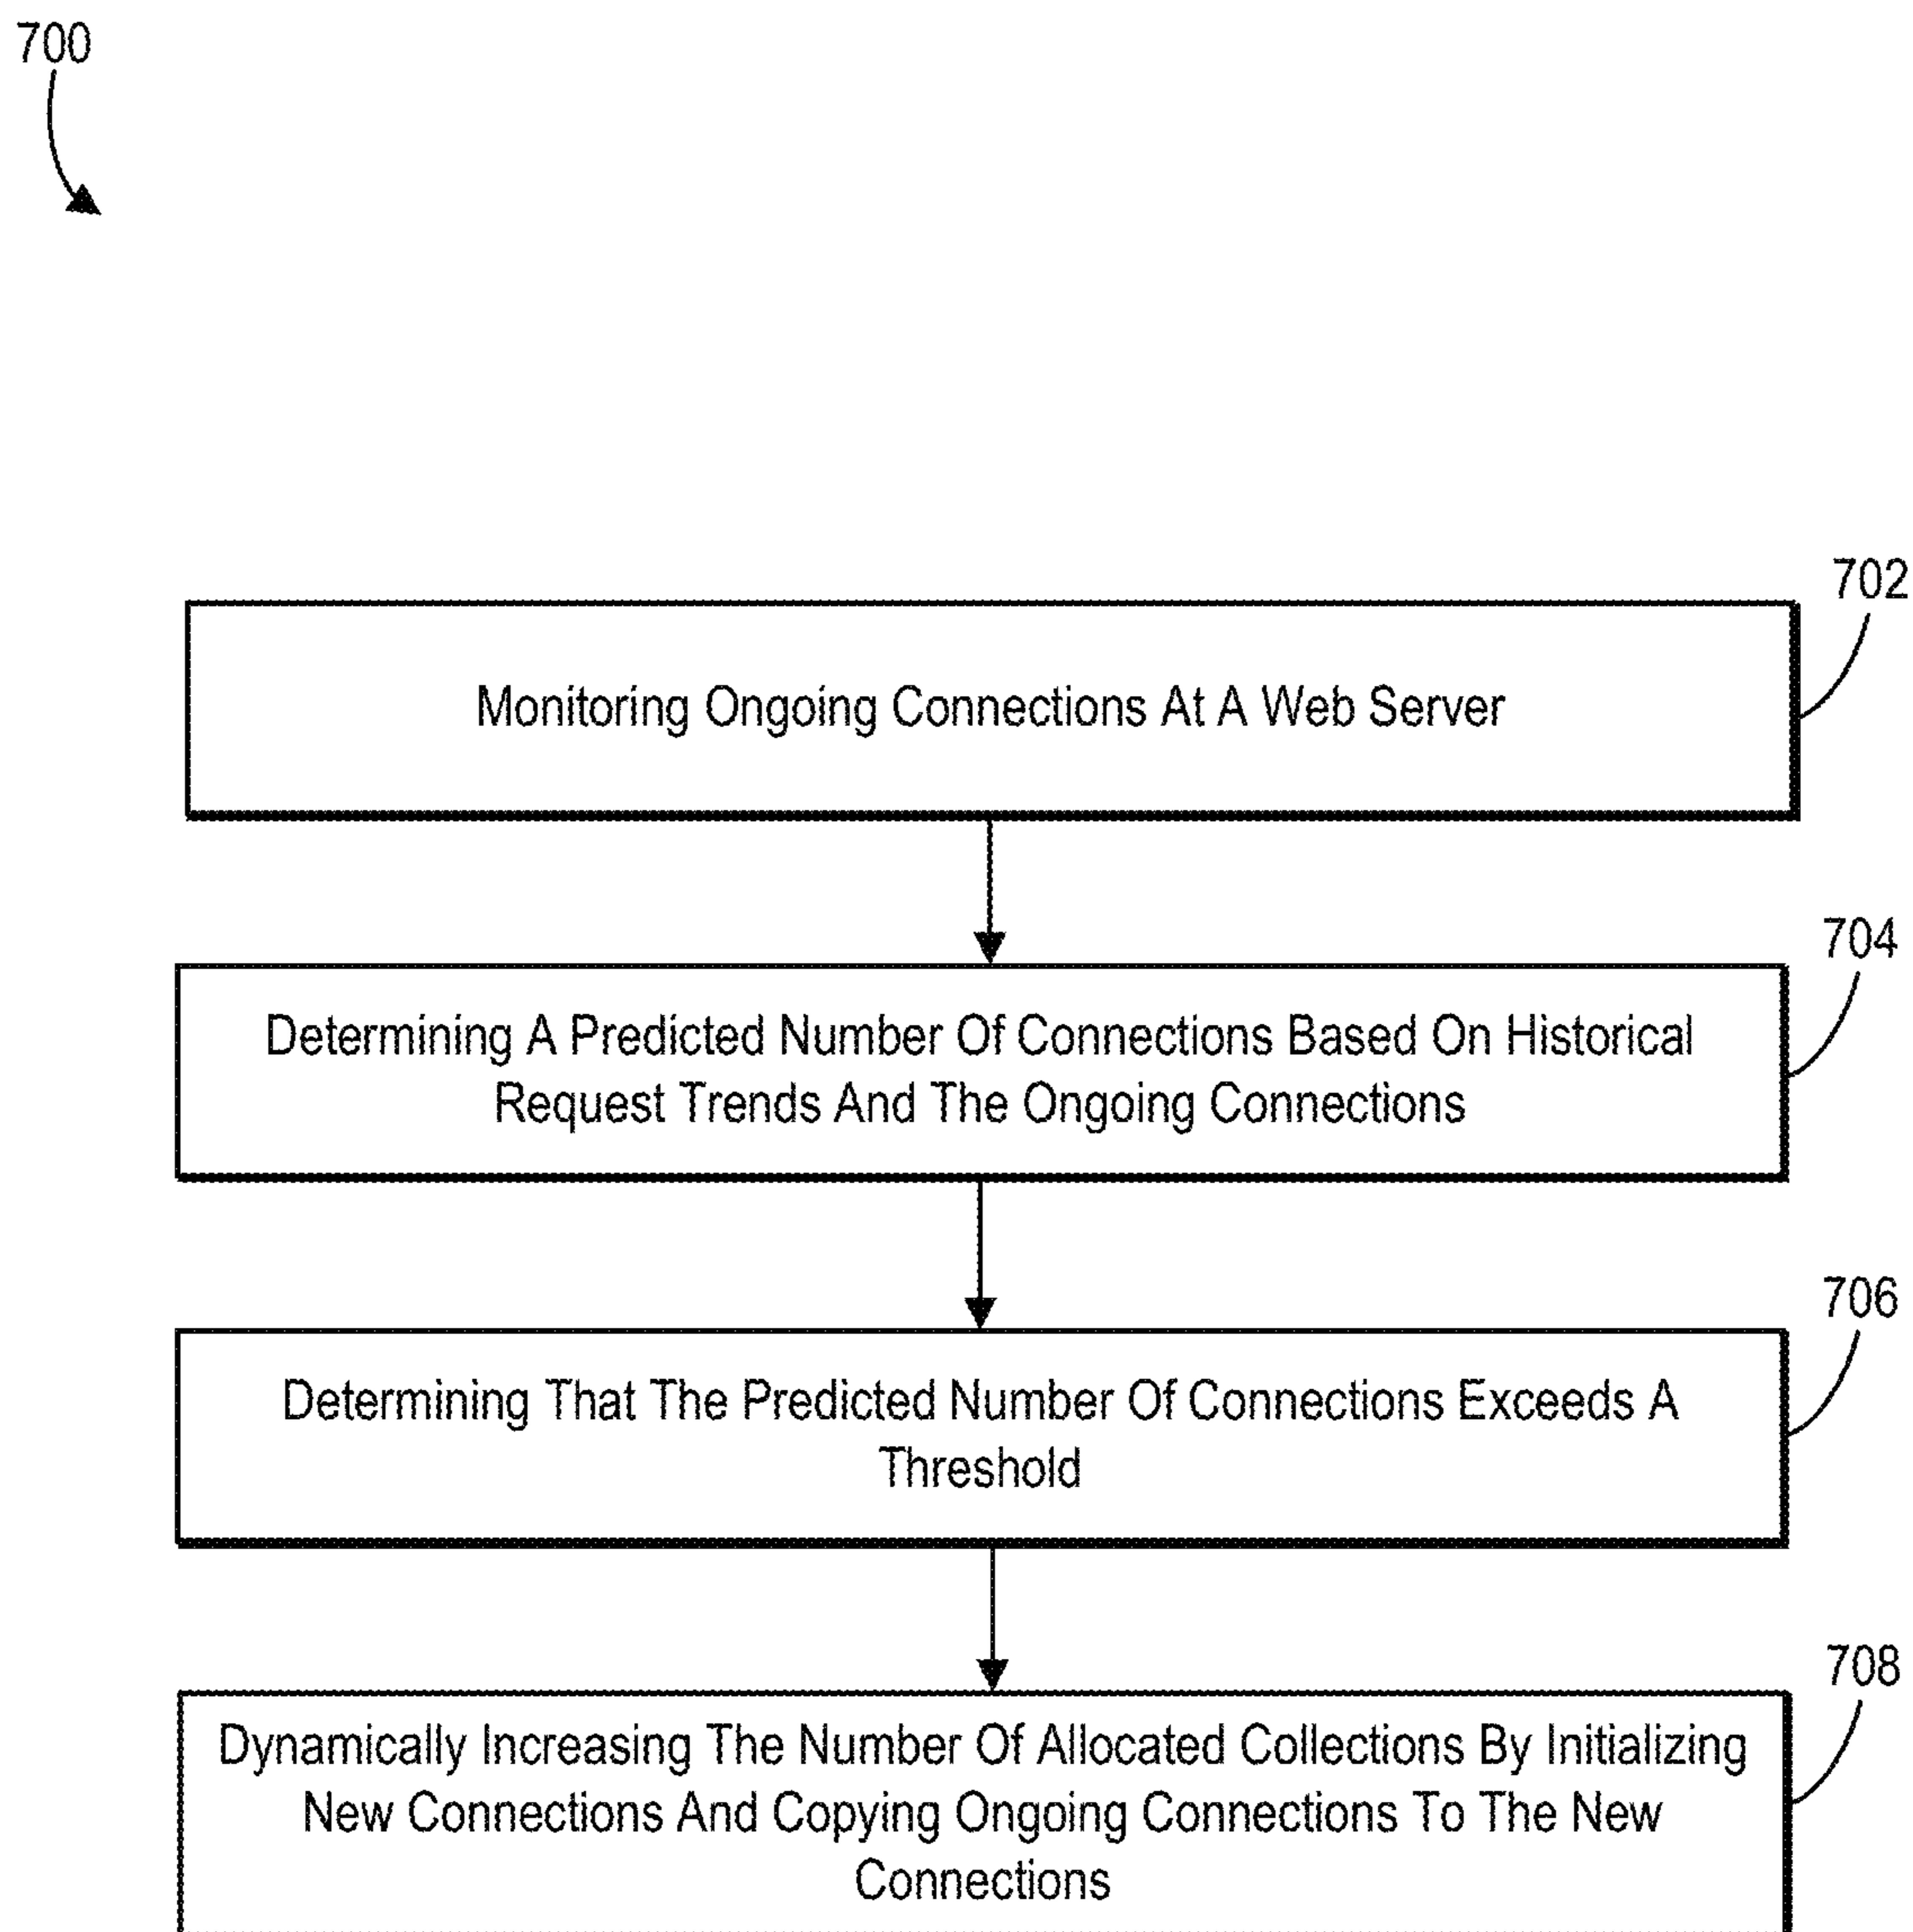 700
702
Monitoring Ongoing Connections At A Web Server
704
Determining A Predicted Number Of Connections Based On Historical
Request Trends And The Ongoing Connections
706
Determining That The Predicted Number Of Connections Exceeds A
Threshold
708
Dynamically Increasing The Number Of Allocated Collections By Initializing
New Connections And Copying Ongoing Connections To The New
Connections